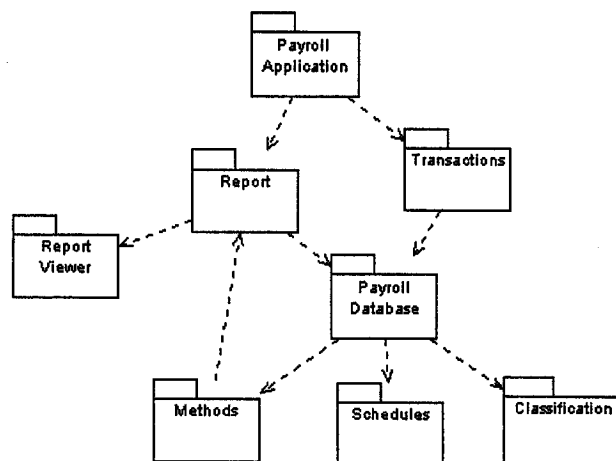 Payroll
Application
Report
Transactions
Report
Viewer
Payroll
Database
Methods
Schedules
Classification